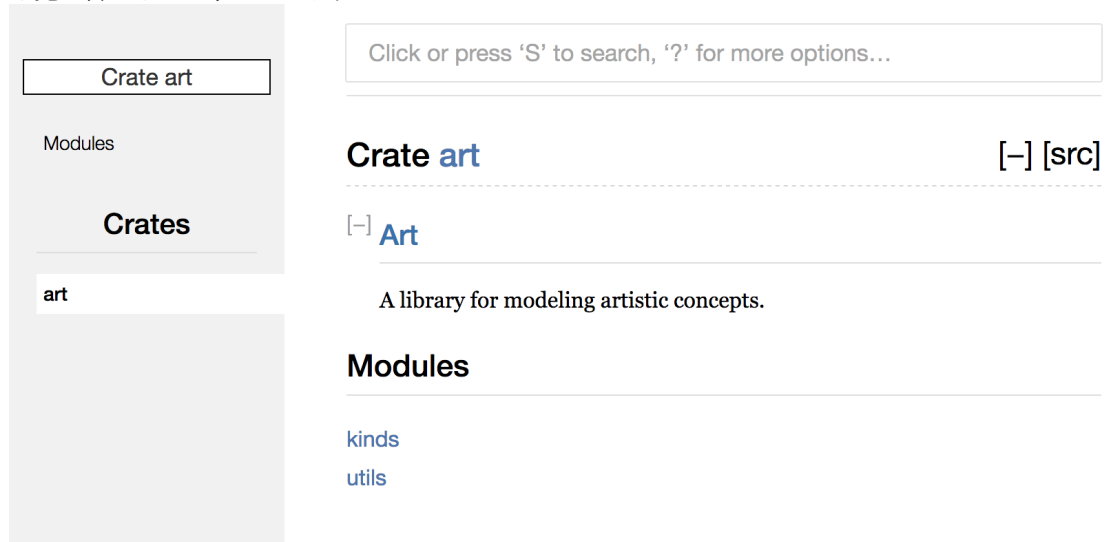 Crate art
Modules
Crates
art
Click or press ‘S’ to search, ‘?’ for more options…
Crate art [–] [src]
[–] Art
A library for modeling artistic concepts.
Modules
kinds
utils